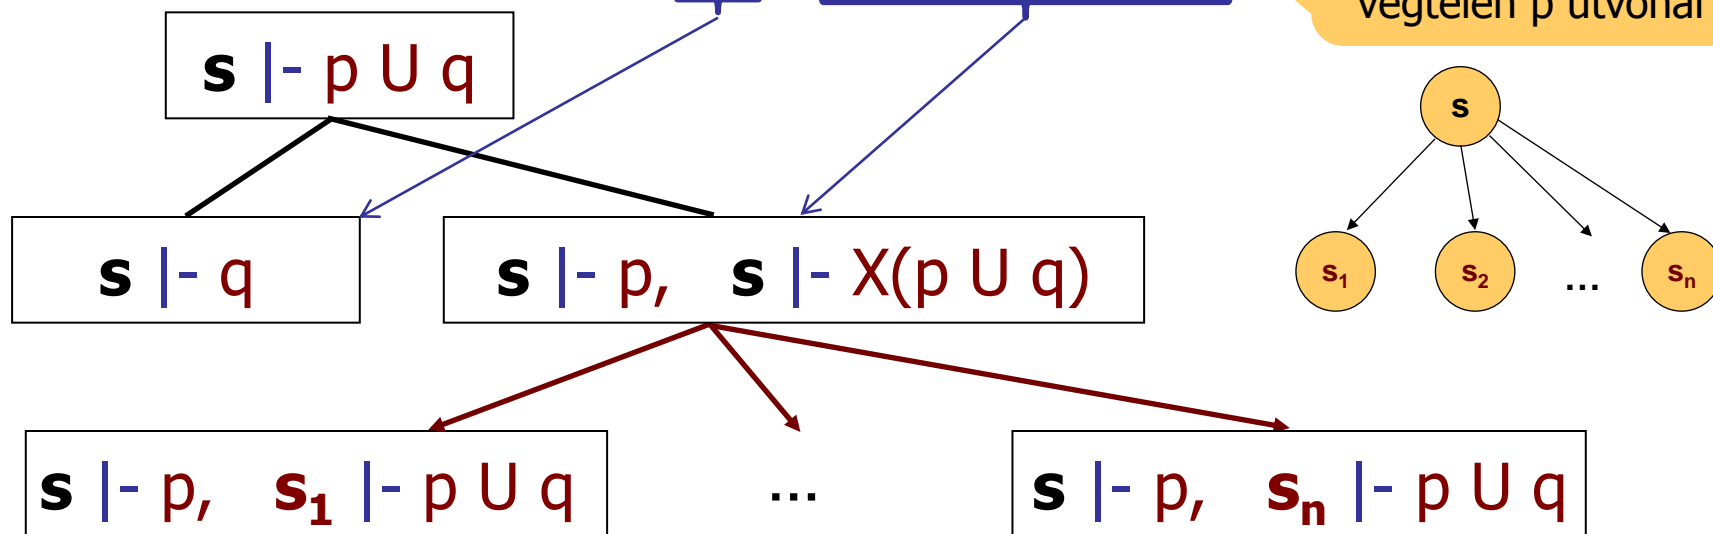 végtelen p útvonal
s |- p U q
s
s |- q
s |- p, s |- X(p U q)
s₁
s₂
...
sₙ
s |- p, s₁ |- p U q
...
s |- p, sₙ |- p U q